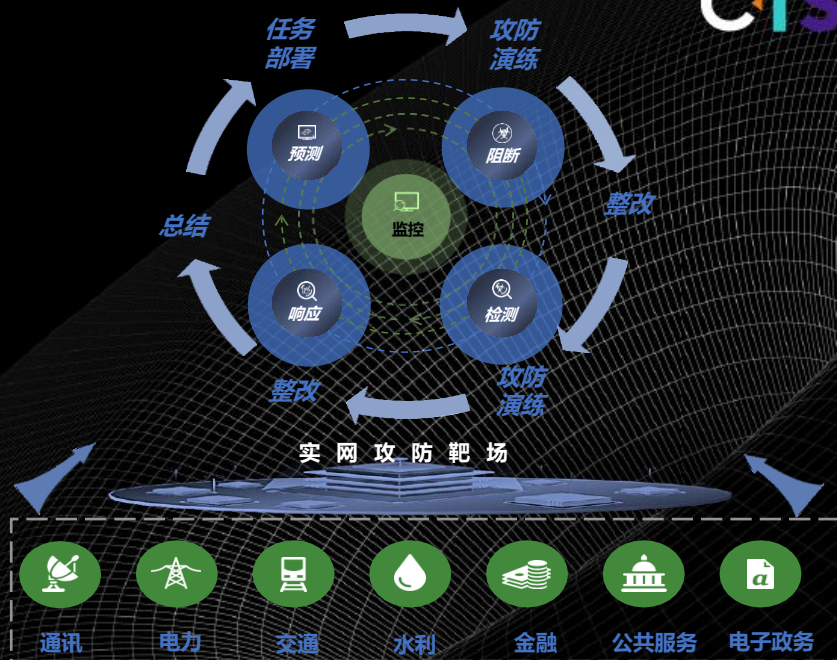 任务
部署
攻防
演练
预测
阻断
整改
总结
监控
响应
检测
整改
攻防
演练
实网攻防靶场
通讯
电力
交通
水利
金融
公共服务
电子政务